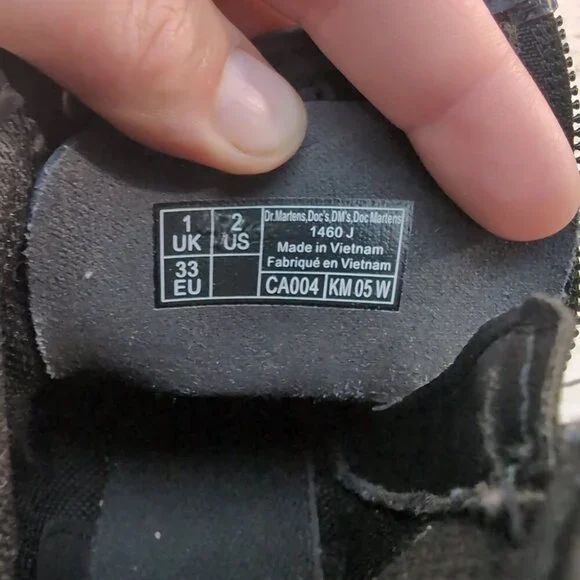 1 UK
2 US
33 EU
Dr.Martens,Doc's,DM's,Doc Martens
1460 J
Made in Vietnam
Fabriqué en Vietnam
CA004 KM 05 W